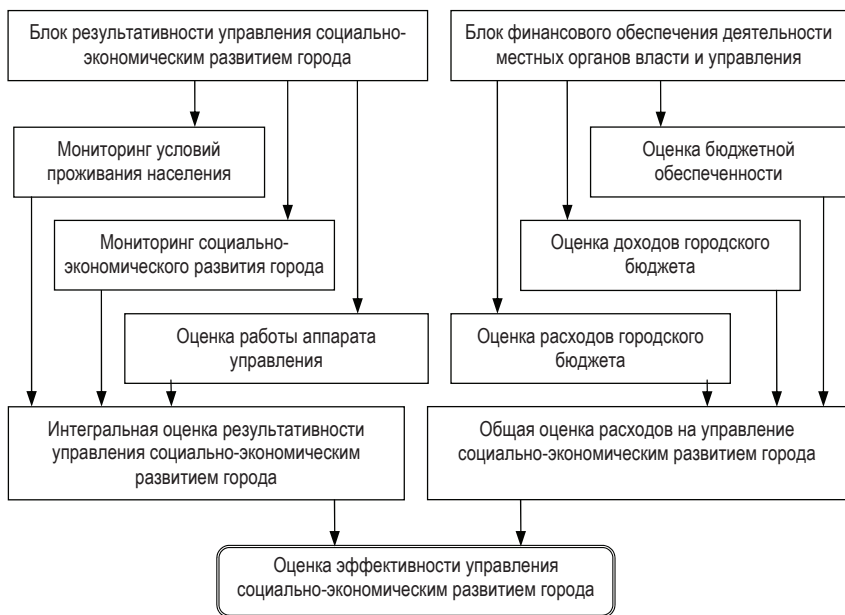 Блок результативности управления социально-
экономическим развитием города
Блок финансового обеспечения деятельности
местных органов власти и управления
Мониторинг условий
проживания населения
Оценка бюджетной
обеспеченности
Мониторинг социально-
экономического развития города
Оценка доходов городского
бюджета
Оценка работы аппарата
управления
Оценка расходов городского
бюджета
Интегральная оценка результативности
управления социально-экономическим
развитием города
Общая оценка расходов на управление
социально-экономическим развитием города
Оценка эффективности управления
социально-экономическим развитием города